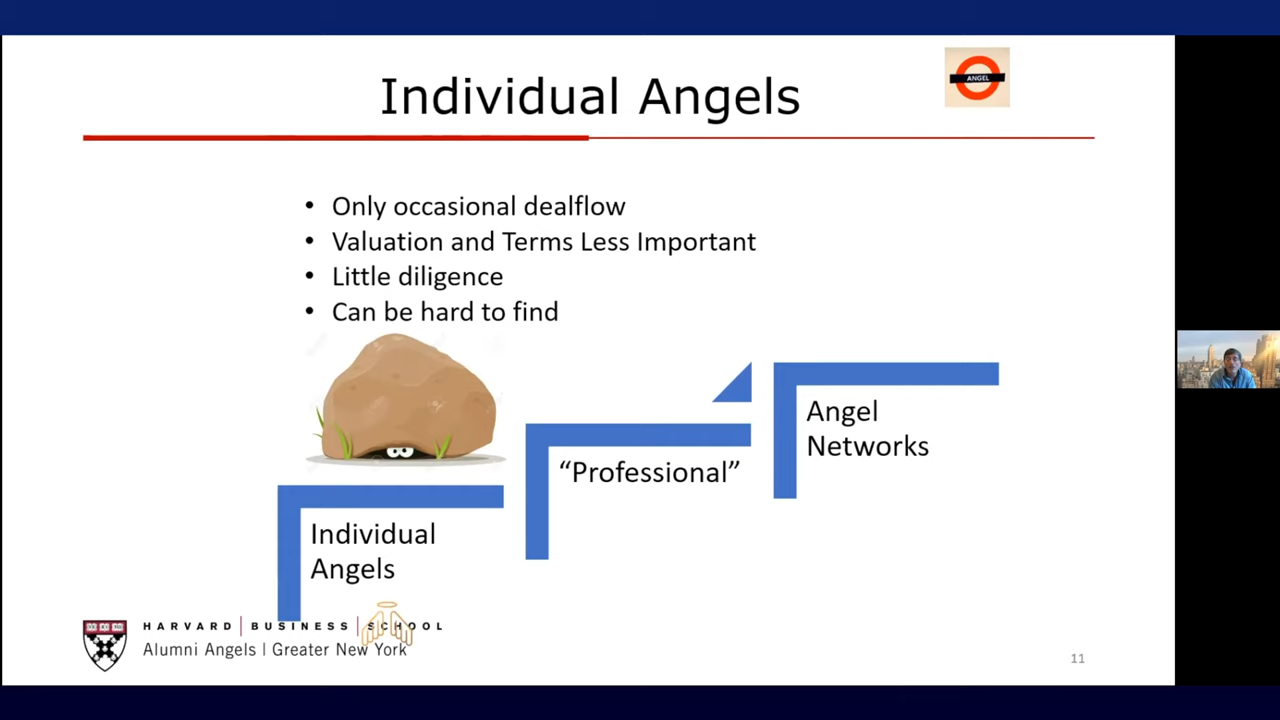 Individual Angels
ANGEL
• Only occasional dealflow
• Valuation and Terms Less Important
• Little diligence
• Can be hard to find
Individual
Angels
“Professional”
Angel
Networks
HARVARD | BUSINESS | SCHOOL
Alumni Angels | Greater New York
11